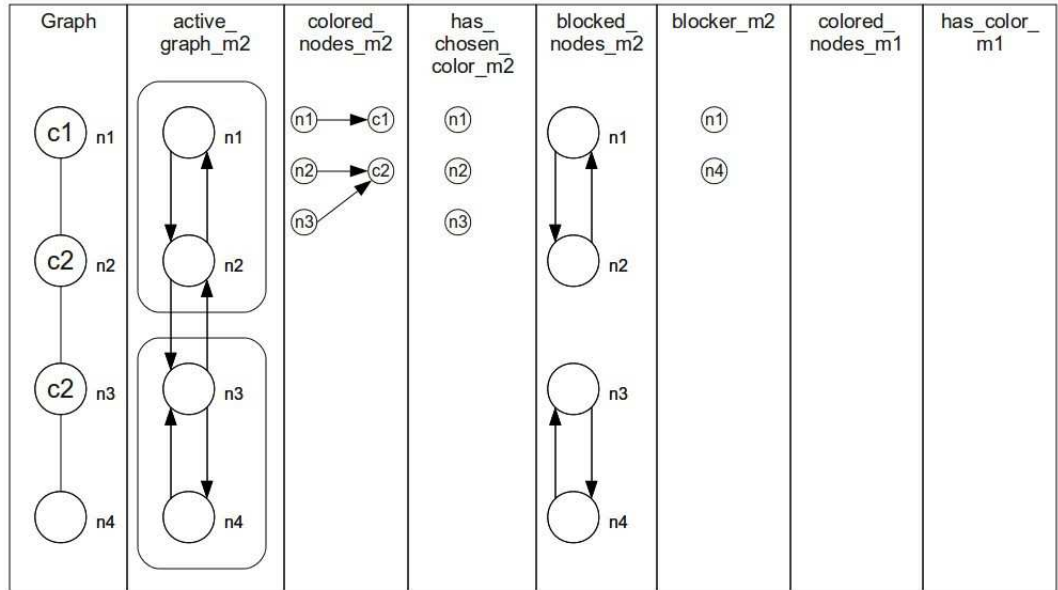 Graph
active_
graph_m2
colored_
nodes_m2
has_
chosen_
color_m2
blocked_
nodes_m2
blocker_m2
colored_
nodes_m1
has_color_
m1
c1 n1
n1
n1 c1
n1
n1
n1
n2 c2
n2
n4
n3
n3
c2 n2
n2
n2
c2 n3
n3
n3
n4
n4
n4